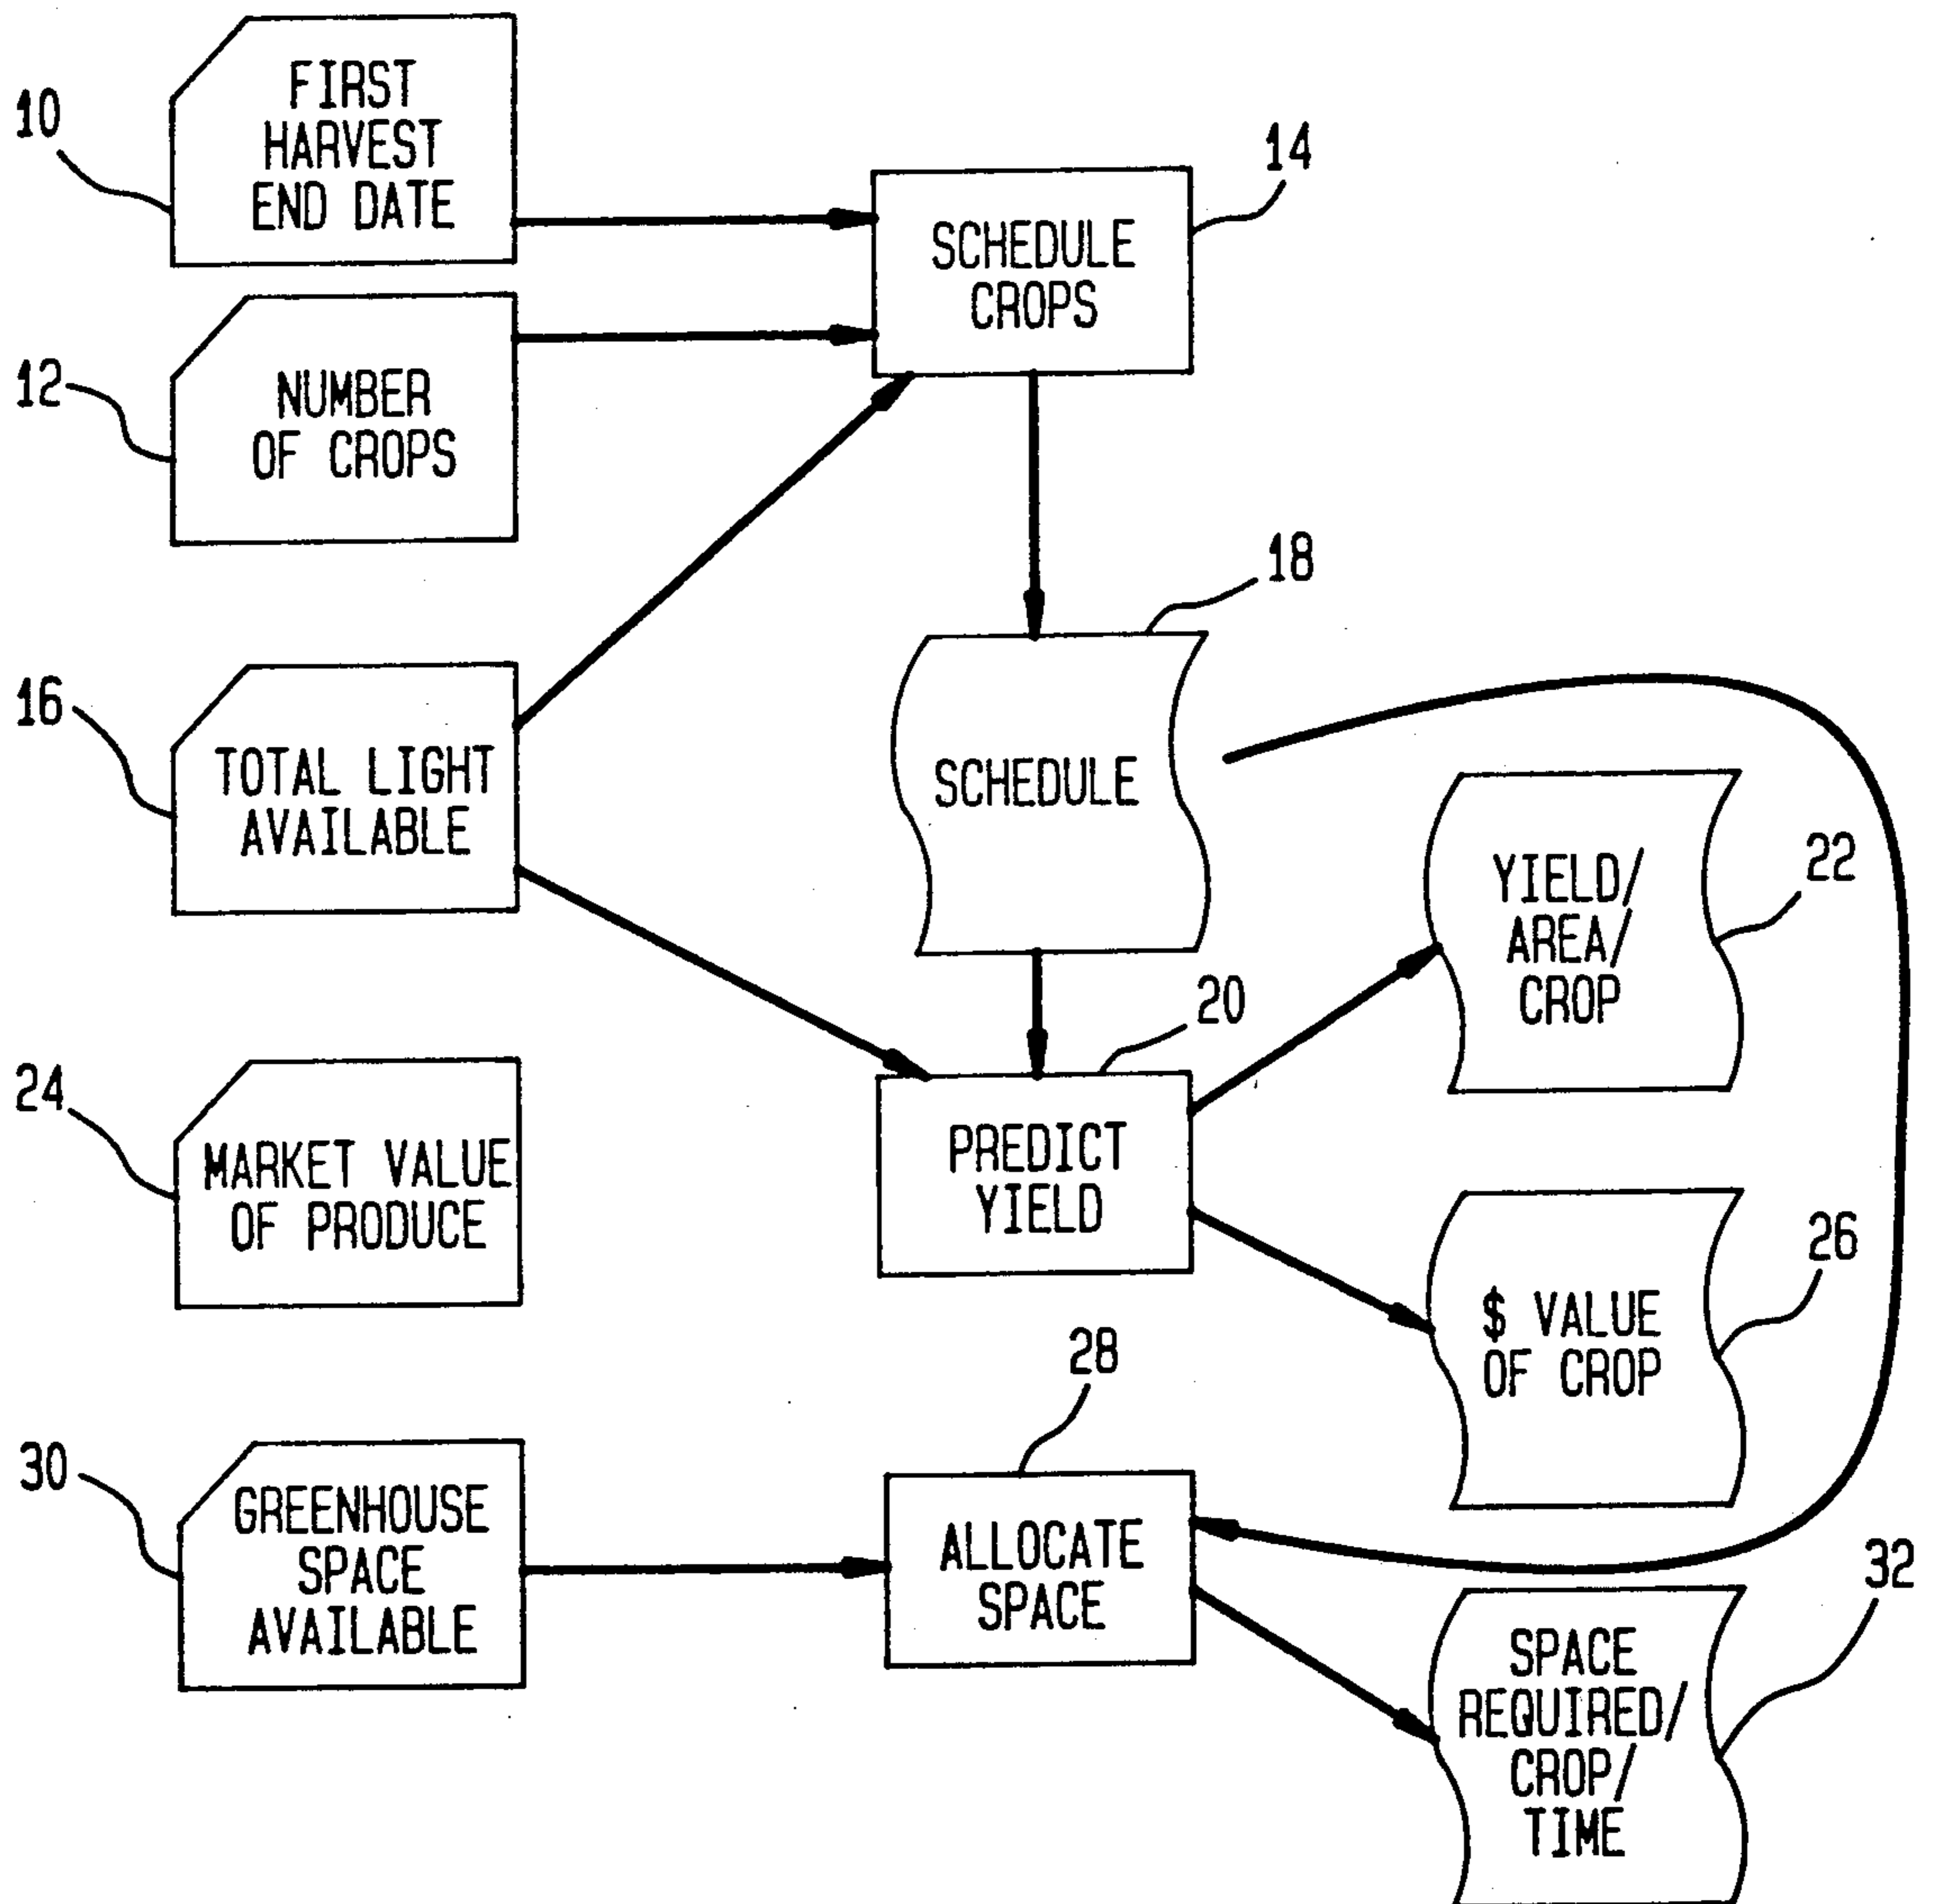 10
FIRST
HARVEST
END DATE
14
SCHEDULE
CROPS
12
NUMBER
OF CROPS
18
16
TOTAL LIGHT
AVAILABLE
SCHEDULE
22
YIELD/
AREA/
CROP
20
24
MARKET VALUE
OF PRODUCE
PREDICT
YIELD
26
$ VALUE
OF CROP
28
30
GREENHOUSE
SPACE
AVAILABLE
ALLOCATE
SPACE
32
SPACE
REQUIRED/
CROP/
TIME